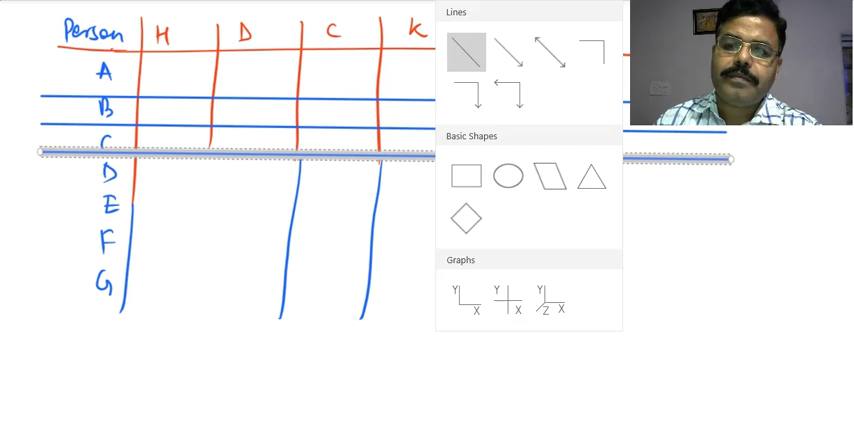 Person H D C K
A
B
C
D
E
F
G
Lines
Basic Shapes
Graphs
Y X Y X Y Z X